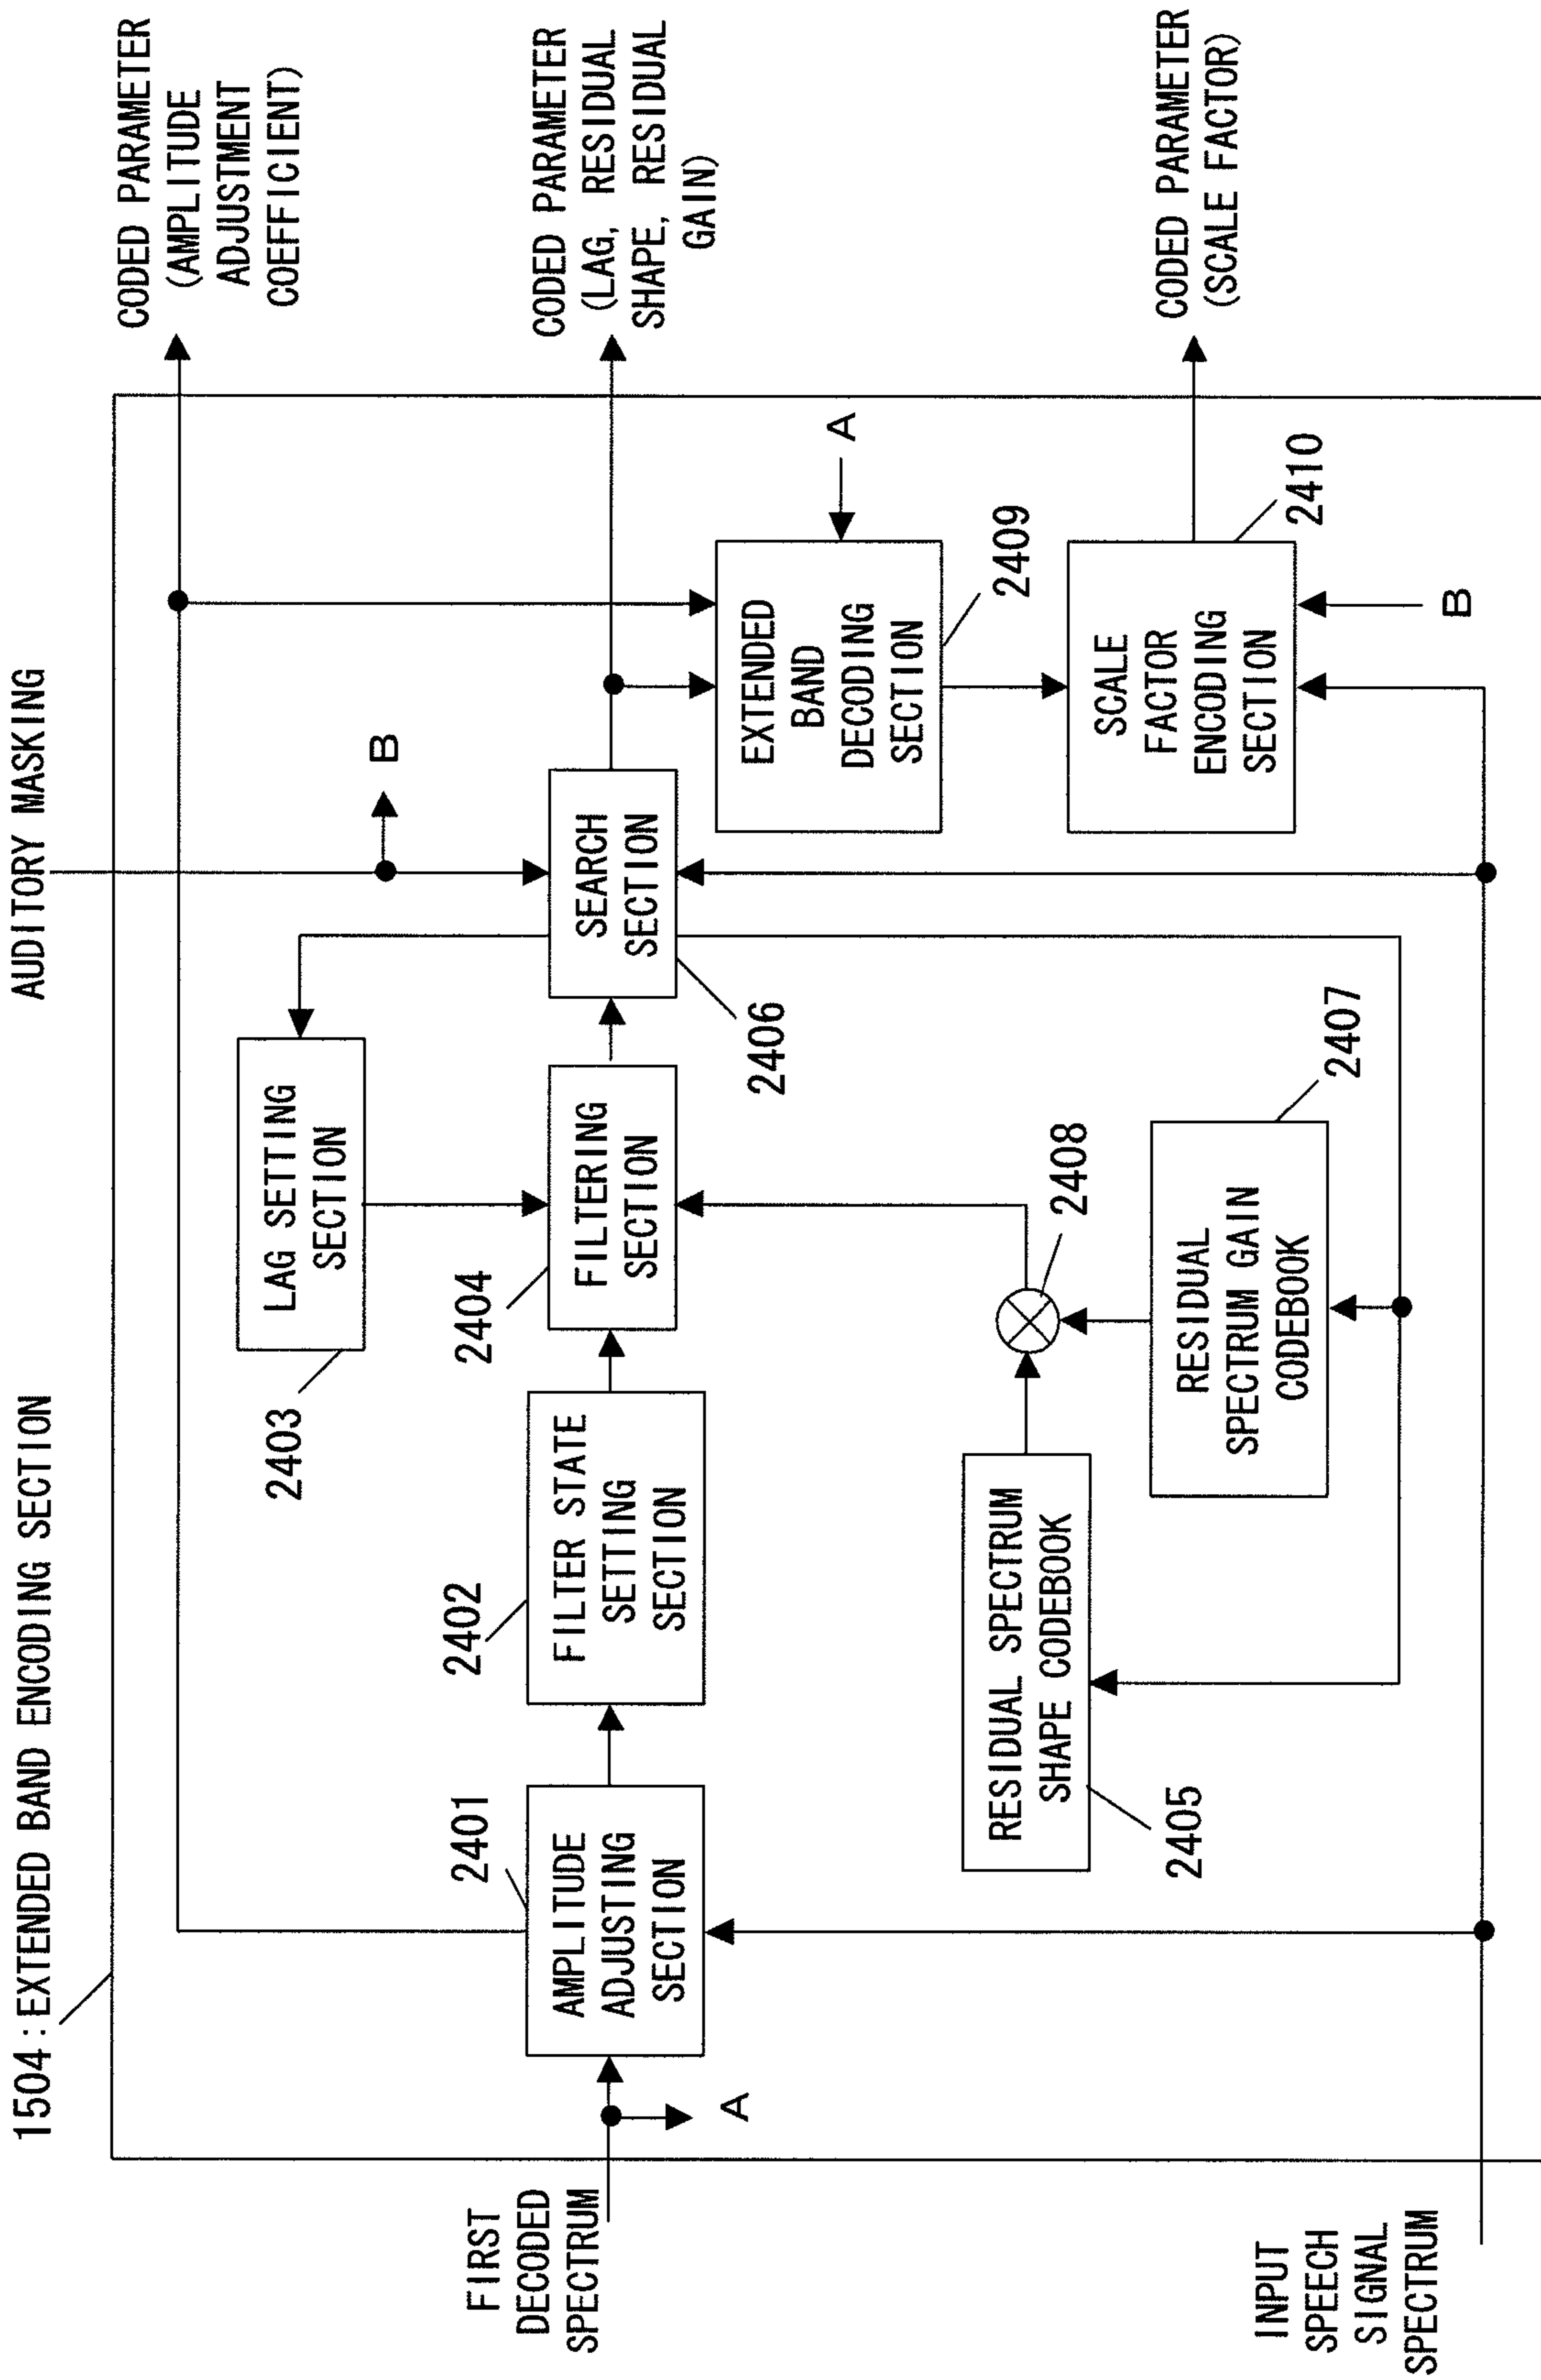 1504:EXTENDED BAND ENCODING SECTION
AUDITORY MASKING
FIRST
DECODED
SPECTRUM
A
2401
AMPLITUDE
ADJUSTING
SECTION
2402
FILTER STATE
SETTING
SECTION
2403
LAG SETTING
SECTION
2404
FILTERING
SECTION
B
SEARCH
SECTION
2406
CODED PARAMETER
(AMPLITUDE
ADJUSTMENT
COEFFICIENT)
CODED PARAMETER
(LAG, RESIDUAL
SHAPE, RESIDUAL
GAIN)
EXTENDED
BAND
DECODING
SECTION
A
2409
RESIDUAL SPECTRUM
SHAPE CODEBOOK
2405
2408
RESIDUAL
SPECTRUM GAIN
CODEBOOK
2407
SCALE
FACTOR
ENCODING
SECTION
2410
B
CODED PARAMETER
(SCALE FACTOR)
INPUT
SPEECH
SIGNAL
SPECTRUM